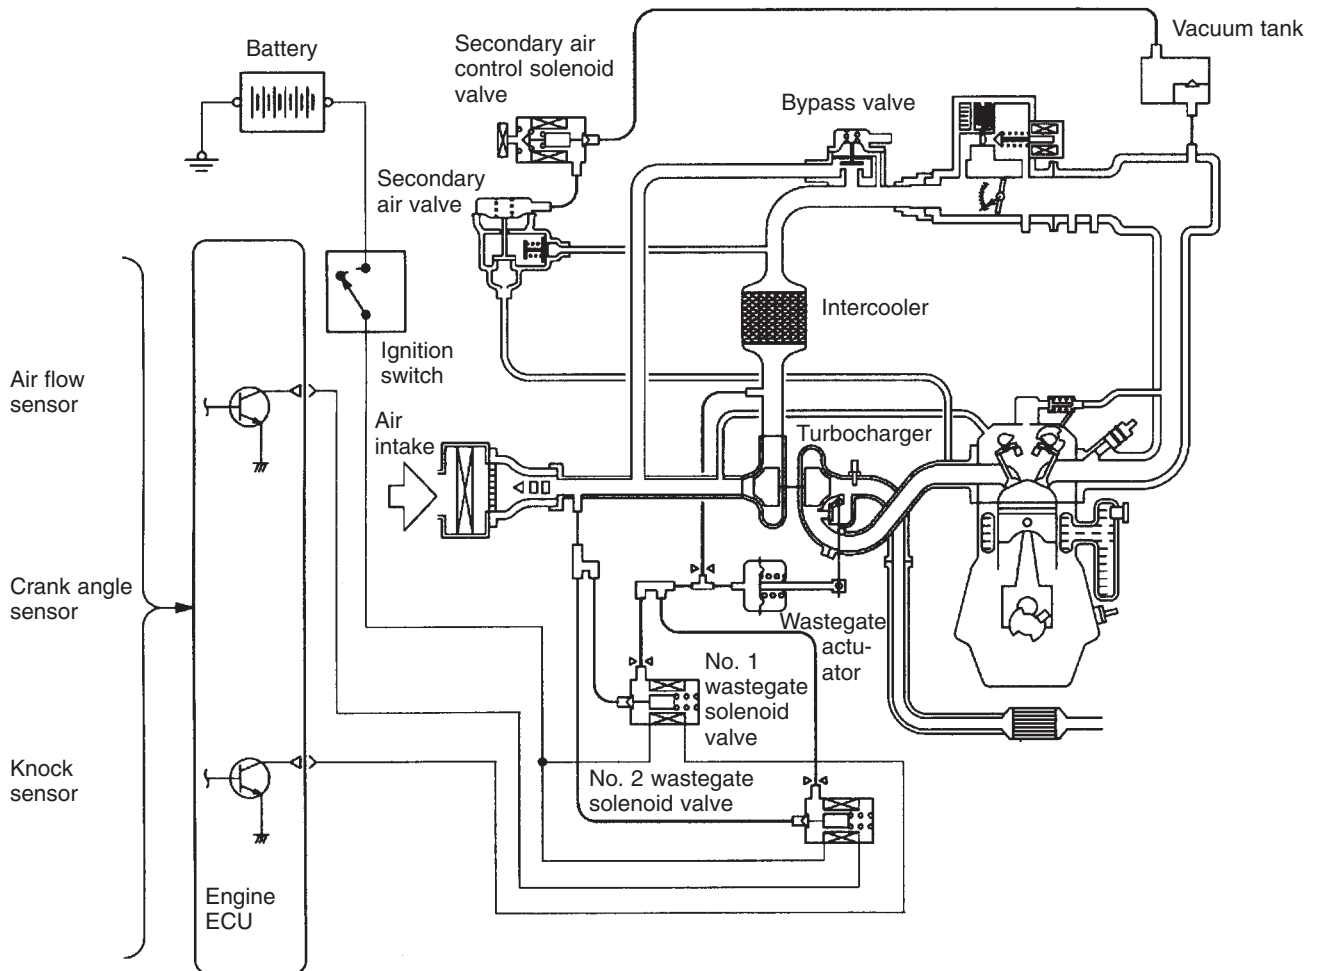 Battery
Secondary air
control solenoid
valve
Vacuum tank
Bypass valve
Secondary
air valve
Intercooler
Ignition
switch
Air flow
sensor
Air
intake
Turbocharger
Crank angle
sensor
Wastegate
actu-
ator
No. 1
wastegate
solenoid
valve
Knock
sensor
No. 2 wastegate
solenoid valve
Engine
ECU